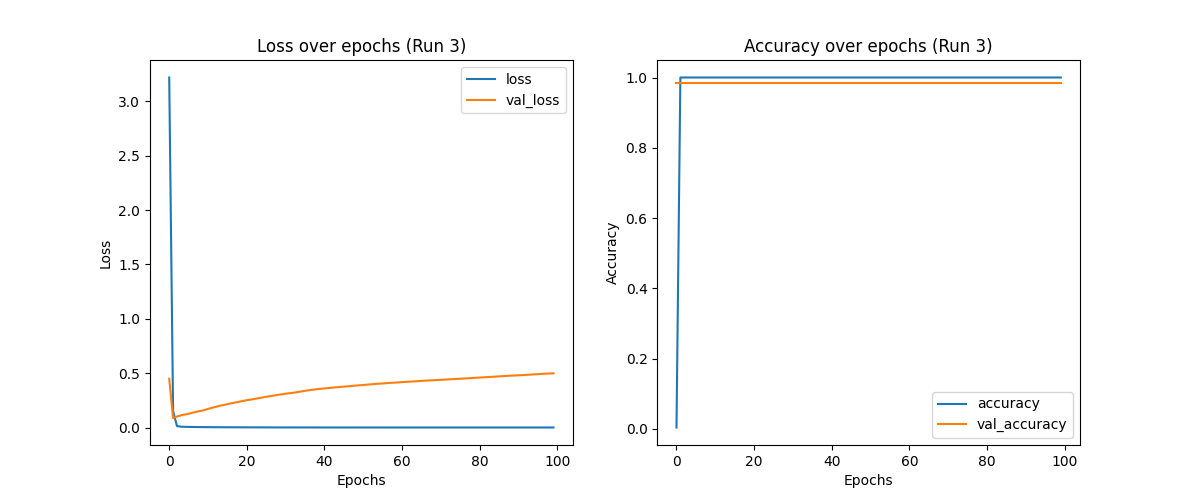 Loss over epochs (Run 3)
Loss
3.0
2.5
2.0
1.5
1.0
0.5
0.0
0 20 40 60 80 100
Epochs
loss
val_loss
Accuracy over epochs (Run 3)
Accuracy
1.0
0.8
0.6
0.4
0.2
0.0
0 20 40 60 80 100
Epochs
accuracy
val_accuracy